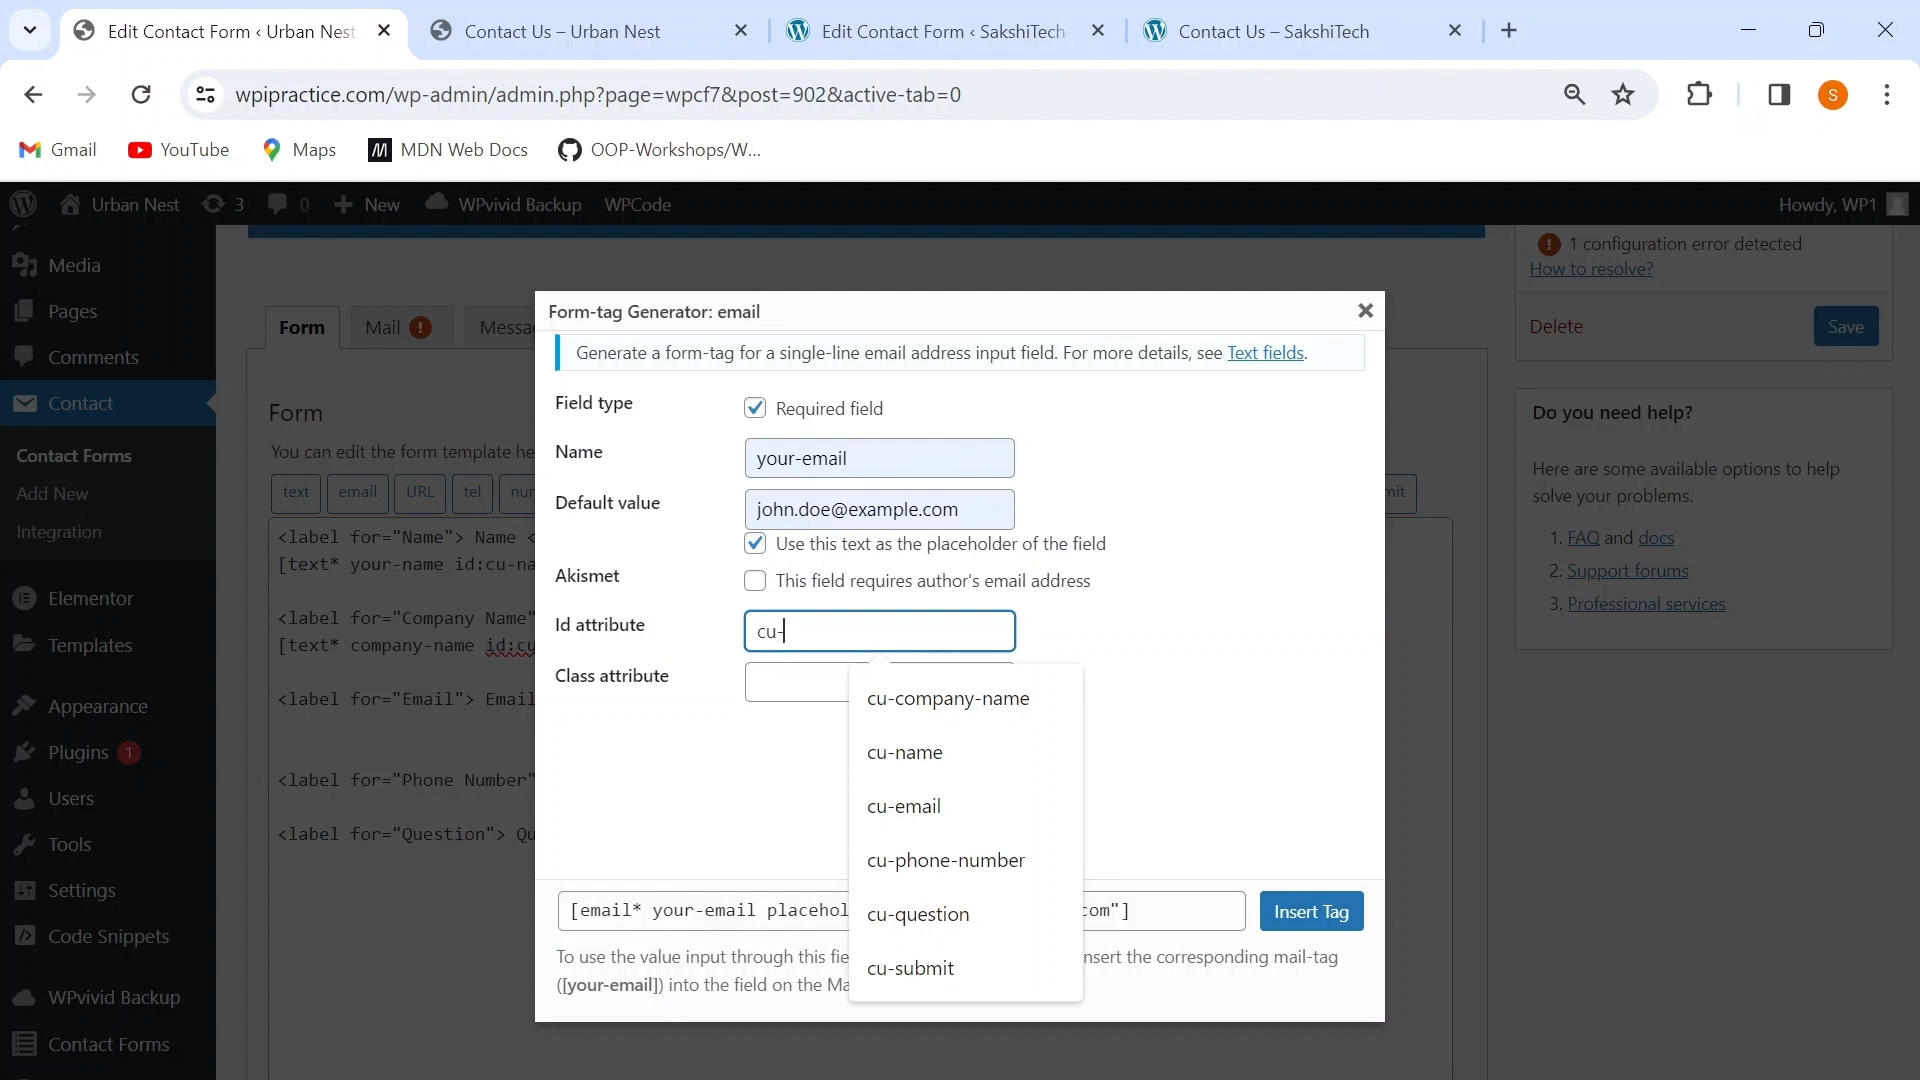 Edit Contact Form ‹ Urban Nest
Contact Us – Urban Nest
Edit Contact Form ‹ SakshiTech
Contact Us – SakshiTech
wpipractice.com/wp-admin/admin.php?page=wpcf7&post=902&active-tab=0
S
Gmail
YouTube
Maps
MDN Web Docs
OOP-Workshops/W...
Urban Nest
3
0
New
WPvivid Backup
WPCode
Howdy, WP1
Media
Pages
Comments
Contact
Contact Forms
Add New
Integration
Elementor
Templates
Appearance
Plugins 1
Users
Tools
Settings
Code Snippets
WPvivid Backup
Contact Forms
Form
Mail
Messa
Form
You can edit the form template he
text
email
URL
tel
nur
mit
<label for="Name"> Name <
[text* your-name id:cu-na
<label for="Company Name"
[text* company-name id:cu
<label for="Email"> Email
<label for="Phone Number"
<label for="Question"> Qu
Form-tag Generator: email
Generate a form-tag for a single-line email address input field. For more details, see Text fields.
Field type
Required field
Name
your-email
Default value
john.doe@example.com
Use this text as the placeholder of the field
Akismet
This field requires author's email address
Id attribute
cu-
Class attribute
cu-company-name
cu-name
cu-email
cu-phone-number
cu-question
cu-submit
[email* your-email placehol
com"]
Insert Tag
To use the value input through this fie
nsert the corresponding mail-tag
([your-email]) into the field on the Ma
1 configuration error detected
How to resolve?
Delete
Save
Do you need help?
Here are some available options to help
solve your problems.
1. FAQ and docs
2. Support forums
3. Professional services